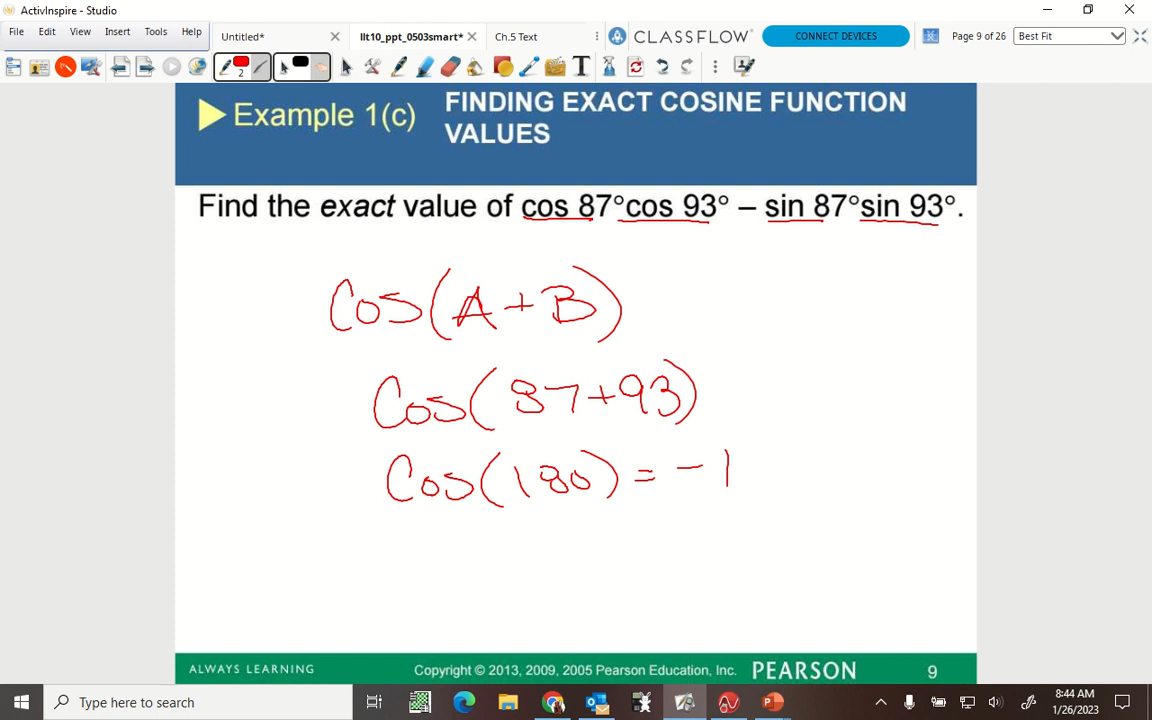 ActivInspire - Studio
File Edit View Insert Tools Help
Untitled* llt10_ppt_0503smart* Ch.5 Text
CLASSFLOW CONNECT DEVICES Page 9 of 26 Best Fit
2
Example 1(c)
FINDING EXACT COSINE FUNCTION
VALUES
Find the exact value of cos 87°cos 93° – sin 87°sin 93°.
Cos(A+B)
Cos(87+93)
Cos(180) = -1
ALWAYS LEARNING Copyright © 2013, 2009, 2005 Pearson Education, Inc. PEARSON 9
Type here to search
8:44 AM
1/26/2023